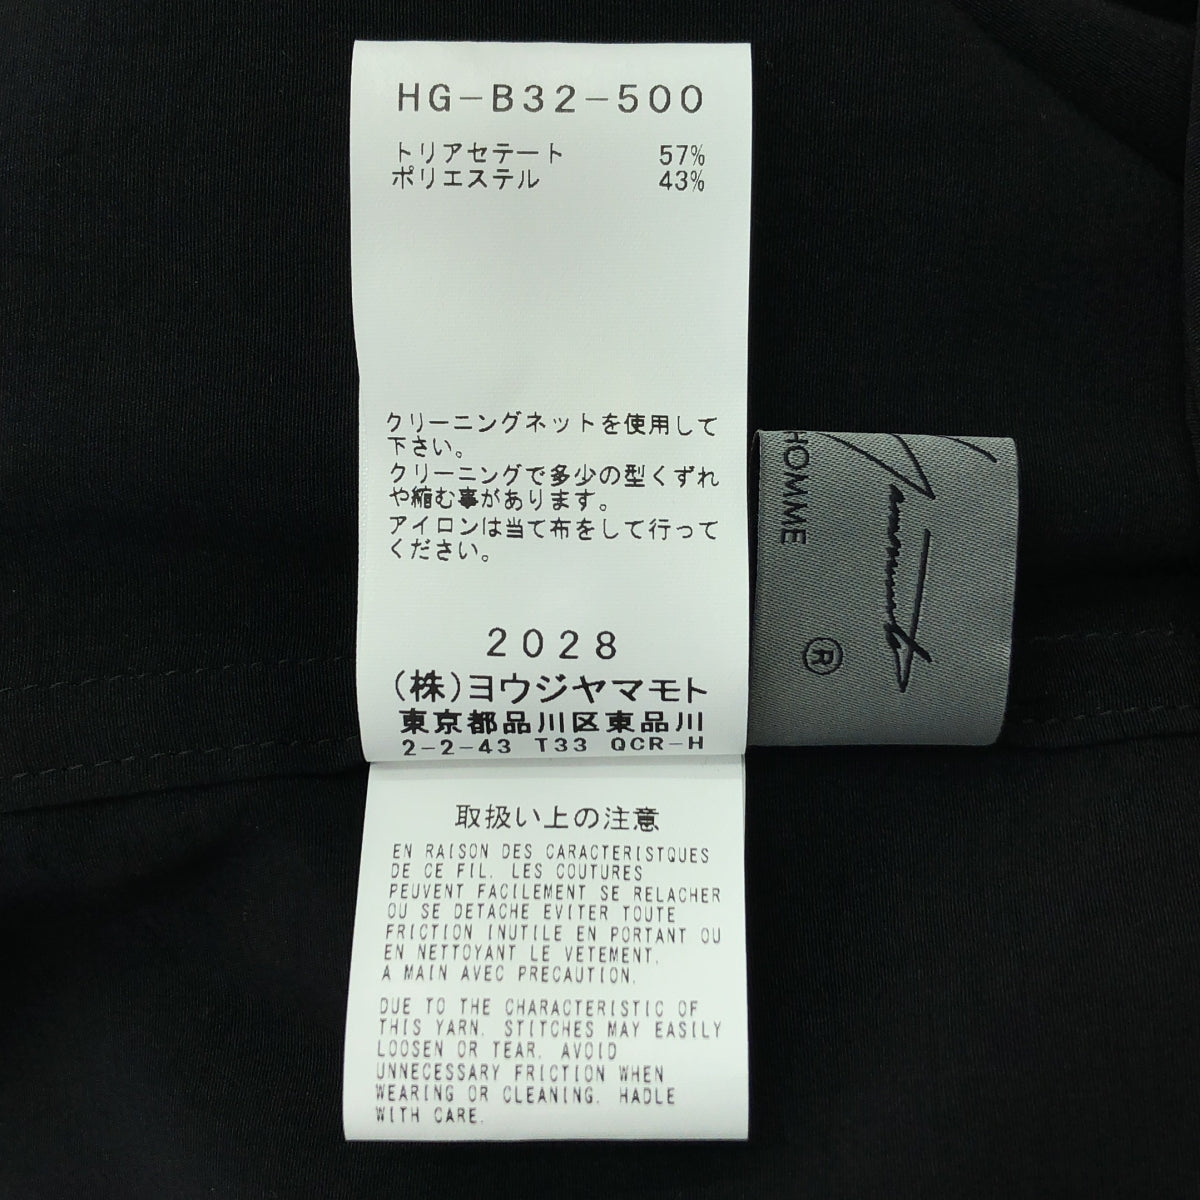 HG-B32-500
トリアセテート 57%
ポリエステル 43%
クリーニングネットを使用して
下さい。
クリーニングで多少の型くずれ
や縮む事があります。
アイロンは当て布をして行って
ください。
2028
(株)ヨウジヤマモト
東京都品川区東品川
2-2-43 T33 QCR-H
HOMME
Yamamoto
®
取扱い上の注意
EN RAISON DES CARACTERISTQUES
DE CE FIL. LES COUTURES
PEUVENT FACILEMENT SE RELACHER
OU SE DETACHE EVITER TOUTE
FRICTION INUTILE EN PORTANT OU
EN NETTOYANT LE VETEMENT.
A MAIN AVEC PRECAUTION.
DUE TO THE CHARACTERISTIC OF
THIS YARN. STITCHES MAY EASILY
LOOSEN OR TEAR. AVOID
UNNECESSARY FRICTION WHEN
WEARING OR CLEANING. HADLE
WITH CARE.